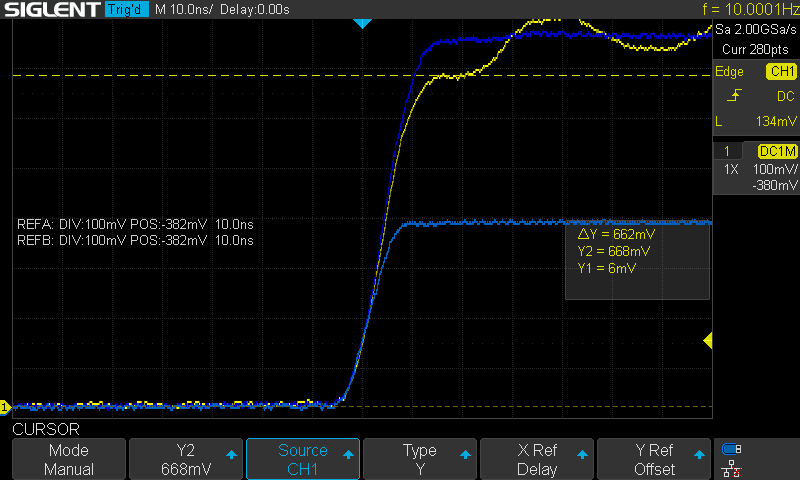 SIGLENT Trig'd M 10.0ns/ Delay:0.00s f = 10.0001Hz
Sa 2.00GSa/s
Curr 280pts
Edge CH1
DC
L 134mV
1 DC1M
1X 100mV/
-380mV
REFA: DIV:100mV POS:-382mV 10.0ns
REFB: DIV:100mV POS:-382mV 10.0ns
ΔY = 662mV
Y2 = 668mV
Y1 = 6mV
1
CURSOR
Mode
Manual
Y2
668mV
Source
CH1
Type
Y
X Ref
Delay
Y Ref
Offset